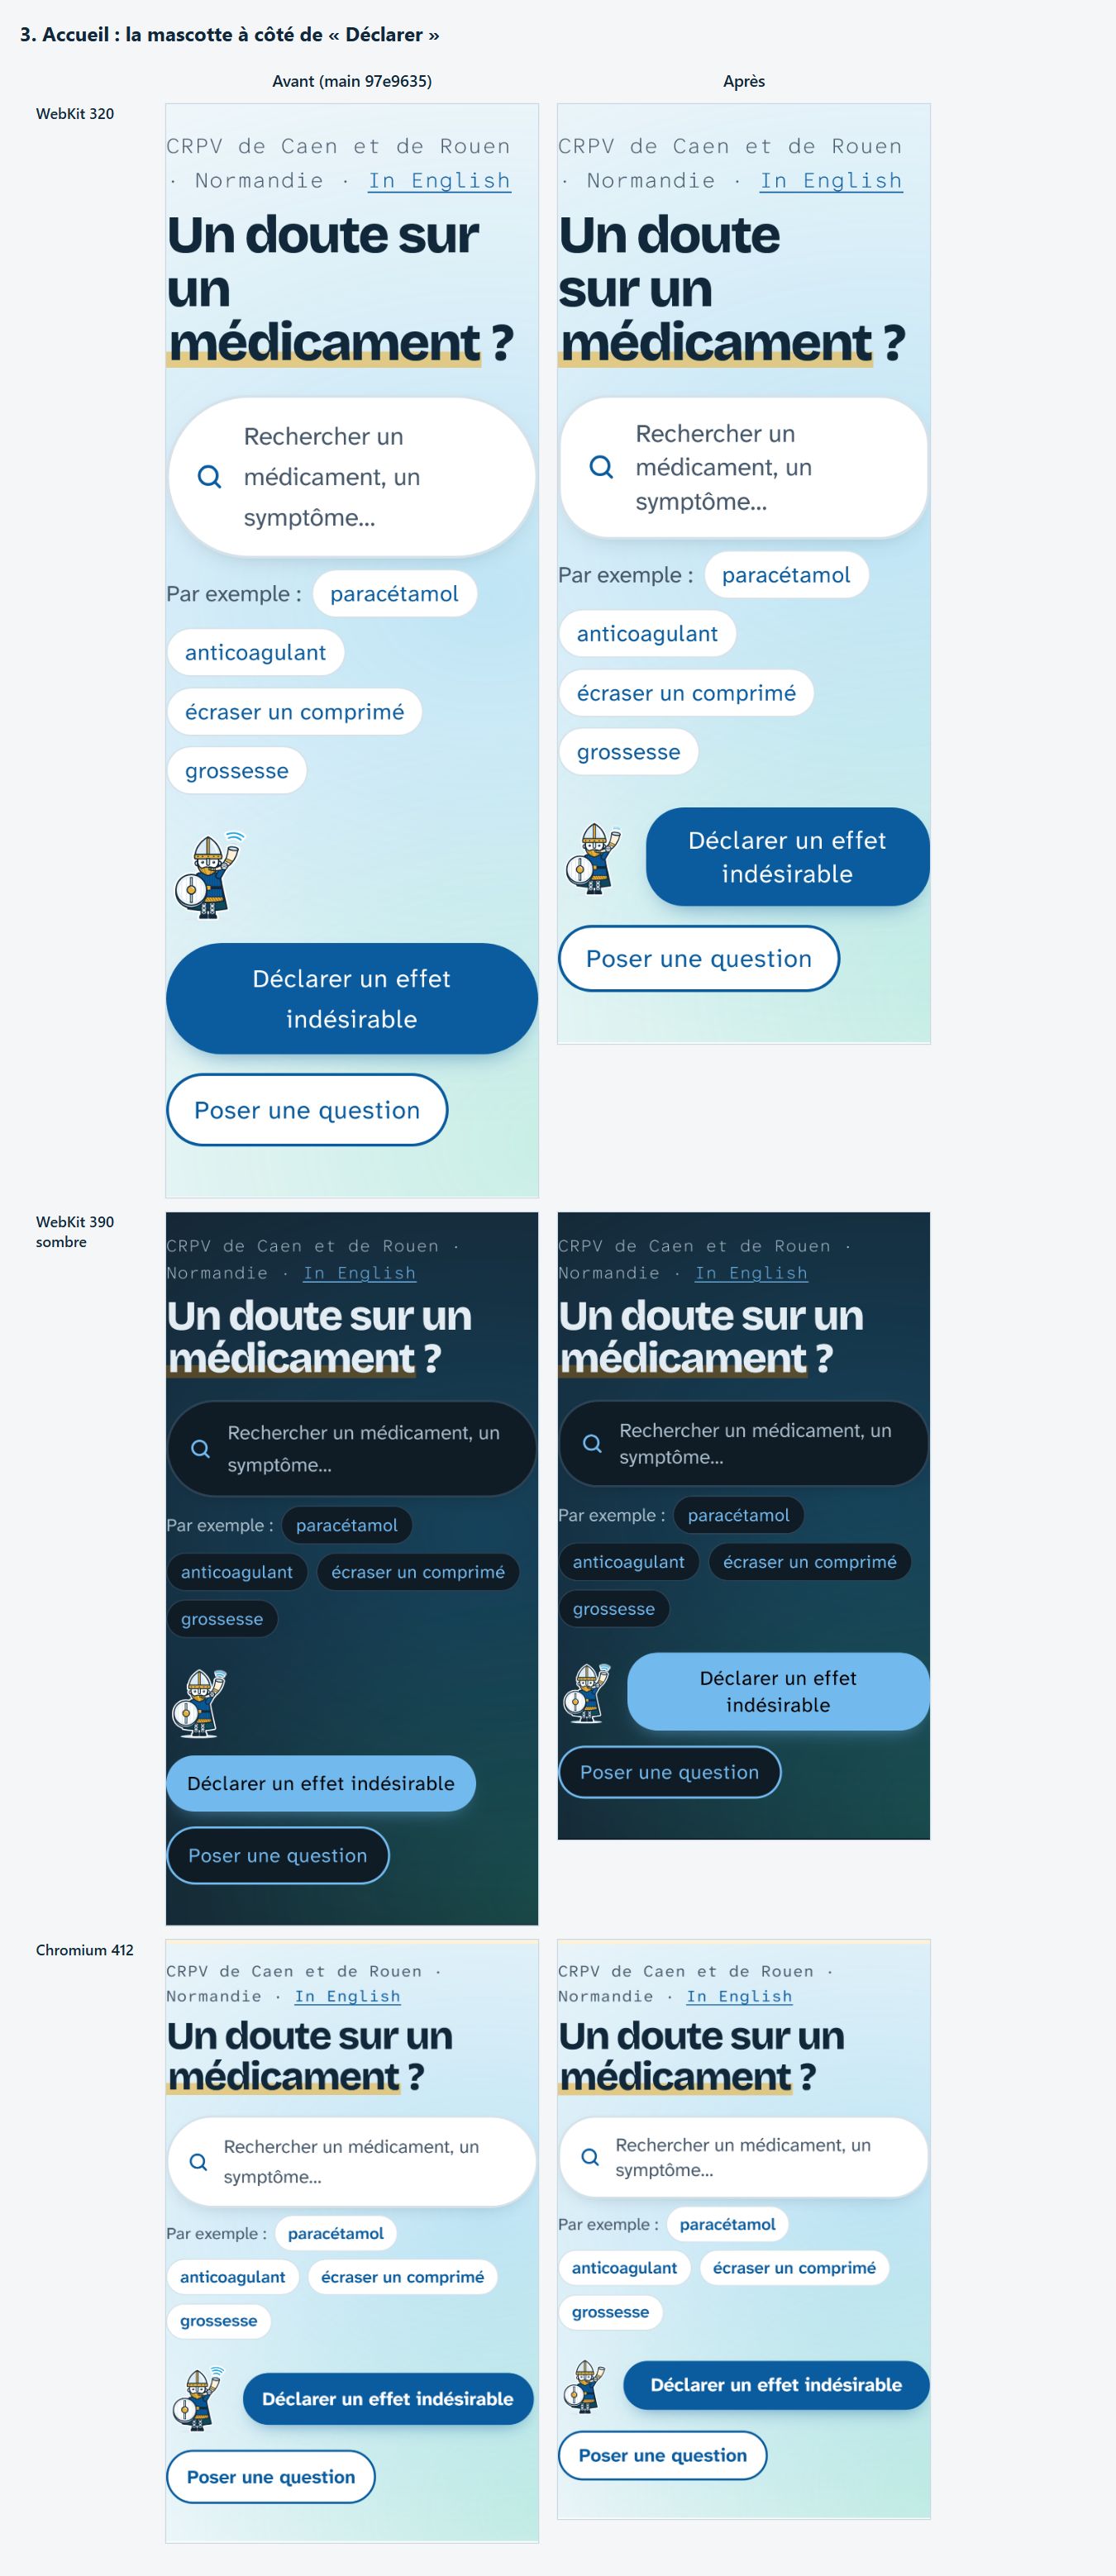 3. Accueil : la mascotte à côté de « Déclarer »
Avant (main 97e9635)
Après
WebKit 320
CRPV de Caen et de Rouen
· Normandie · In English
Un doute sur
un
médicament ?
Rechercher un
médicament, un
symptôme...
Par exemple :
paracétamol
anticoagulant
écraser un comprimé
grossesse
Déclarer un effet
indésirable
Poser une question
CRPV de Caen et de Rouen
· Normandie · In English
Un doute
sur un
médicament ?
Rechercher un
médicament, un
symptôme...
Par exemple :
paracétamol
anticoagulant
écraser un comprimé
grossesse
Déclarer un effet
indésirable
Poser une question
WebKit 390
sombre
CRPV de Caen et de Rouen ·
Normandie · In English
Un doute sur un
médicament ?
Rechercher un médicament, un
symptôme...
Par exemple :
paracétamol
anticoagulant
écraser un comprimé
grossesse
Déclarer un effet indésirable
Poser une question
CRPV de Caen et de Rouen ·
Normandie · In English
Un doute sur un
médicament ?
Rechercher un médicament, un
symptôme...
Par exemple :
paracétamol
anticoagulant
écraser un comprimé
grossesse
Déclarer un effet
indésirable
Poser une question
Chromium 412
CRPV de Caen et de Rouen ·
Normandie · In English
Un doute sur un
médicament ?
Rechercher un médicament, un
symptôme...
Par exemple :
paracétamol
anticoagulant
écraser un comprimé
grossesse
Déclarer un effet indésirable
Poser une question
CRPV de Caen et de Rouen ·
Normandie · In English
Un doute sur un
médicament ?
Rechercher un médicament, un
symptôme...
Par exemple :
paracétamol
anticoagulant
écraser un comprimé
grossesse
Déclarer un effet indésirable
Poser une question